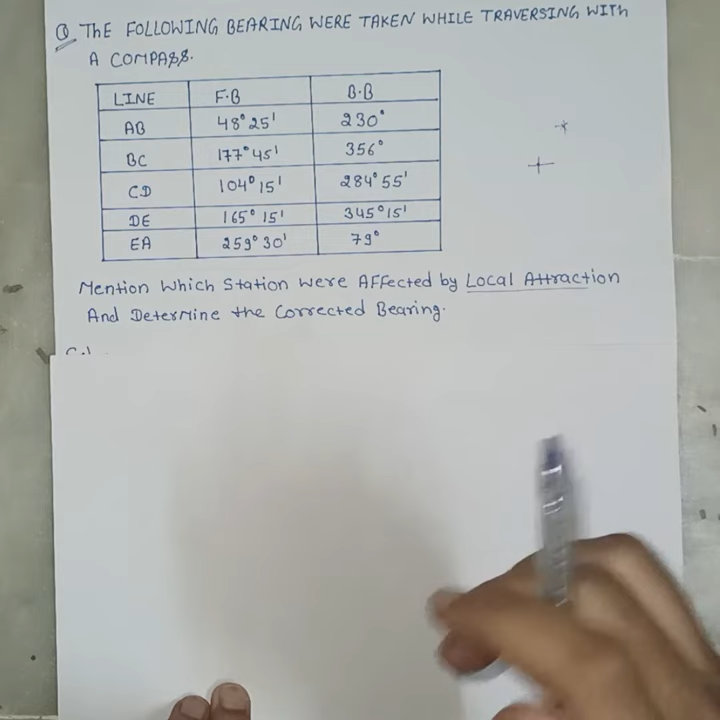 Q THE FOLLOWING BEARING WERE TAKEN WHILE TRAVERSING WITH
A COMPASS.
LINE F.B B.B
AB 48° 25' 230°
BC 177° 45' 356°
CD 104° 15' 284° 55'
DE 165° 15' 345° 15'
EA 259° 30' 79°
Mention Which Station Were AFFected by Local Attraction
And Determine the Corrected Bearing.